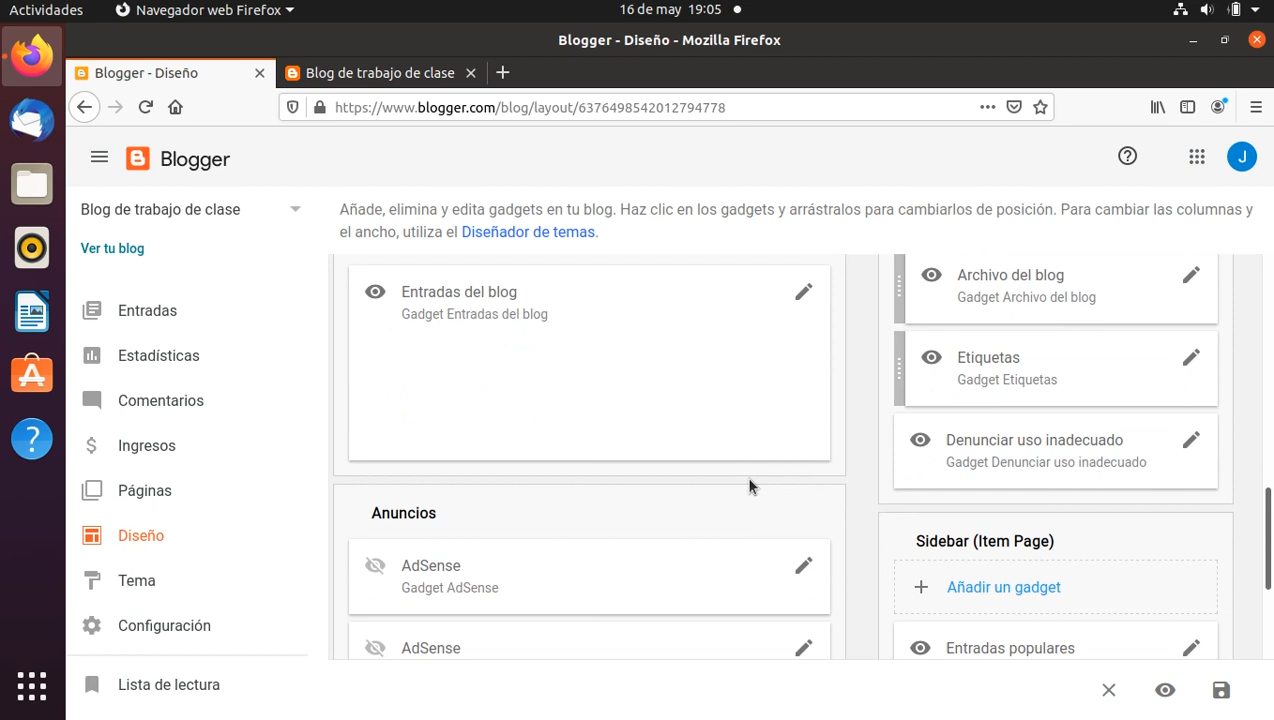 Actividades
Navegador web Firefox
16 de may 19:05
Blogger - Diseño - Mozilla Firefox
Blogger - Diseño
Blog de trabajo de clase
https://www.blogger.com/blog/layout/6376498542012794778
Blogger
J
Blog de trabajo de clase
Ver tu blog
Entradas
Estadísticas
Comentarios
Ingresos
Páginas
Diseño
Tema
Configuración
Lista de lectura
Añade, elimina y edita gadgets en tu blog. Haz clic en los gadgets y arrástralos para cambiarlos de posición. Para cambiar las columnas y
el ancho, utiliza el Diseñador de temas.
Entradas del blog
Gadget Entradas del blog
Anuncios
AdSense
Gadget AdSense
AdSense
Archivo del blog
Gadget Archivo del blog
Etiquetas
Gadget Etiquetas
Denunciar uso inadecuado
Gadget Denunciar uso inadecuado
Sidebar (Item Page)
Añadir un gadget
Entradas populares